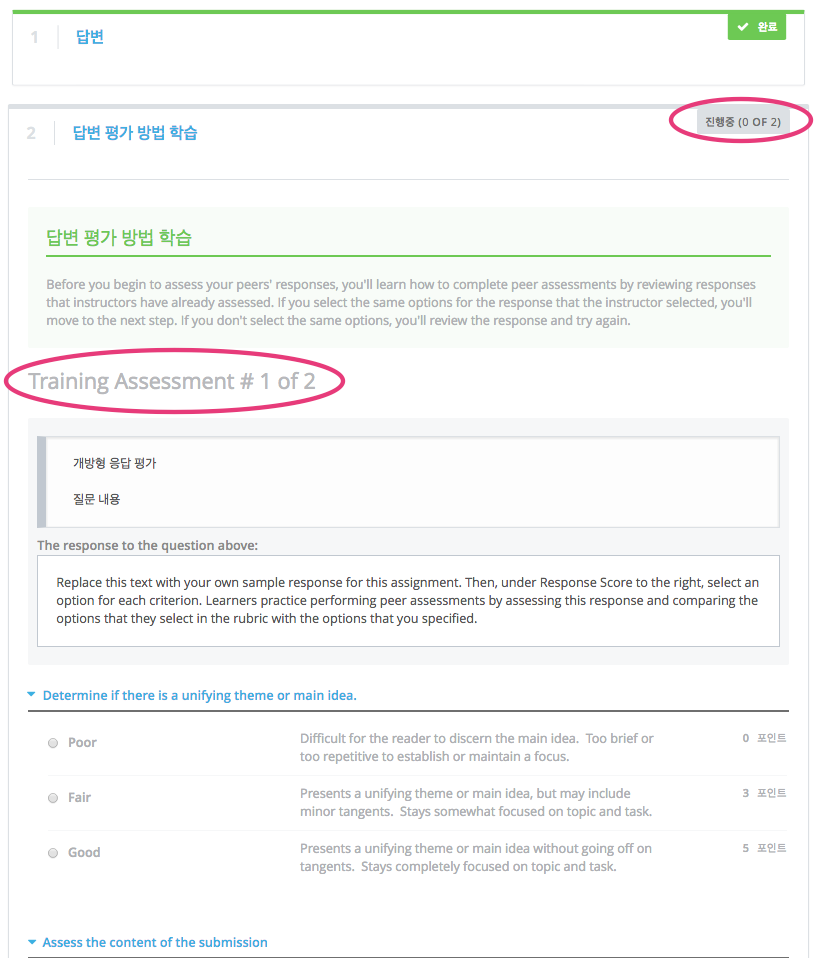 1 답변 완료
2 답변 평가 방법 학습 진행중 (0 OF 2)
답변 평가 방법 학습
Before you begin to assess your peers' responses, you'll learn how to complete peer assessments by reviewing responses
that instructors have already assessed. If you select the same options for the response that the instructor selected, you'll
move to the next step. If you don't select the same options, you'll review the response and try again.
Training Assessment # 1 of 2
개방형 응답 평가
질문 내용
The response to the question above:
Replace this text with your own sample response for this assignment. Then, under Response Score to the right, select an
option for each criterion. Learners practice performing peer assessments by assessing this response and comparing the
options that they select in the rubric with the options that you specified.
Determine if there is a unifying theme or main idea.
Poor Difficult for the reader to discern the main idea. Too brief or 0 포인트
too repetitive to establish or maintain a focus.
Fair Presents a unifying theme or main idea, but may include 3 포인트
minor tangents. Stays somewhat focused on topic and task.
Good Presents a unifying theme or main idea without going off on 5 포인트
tangents. Stays completely focused on topic and task.
Assess the content of the submission